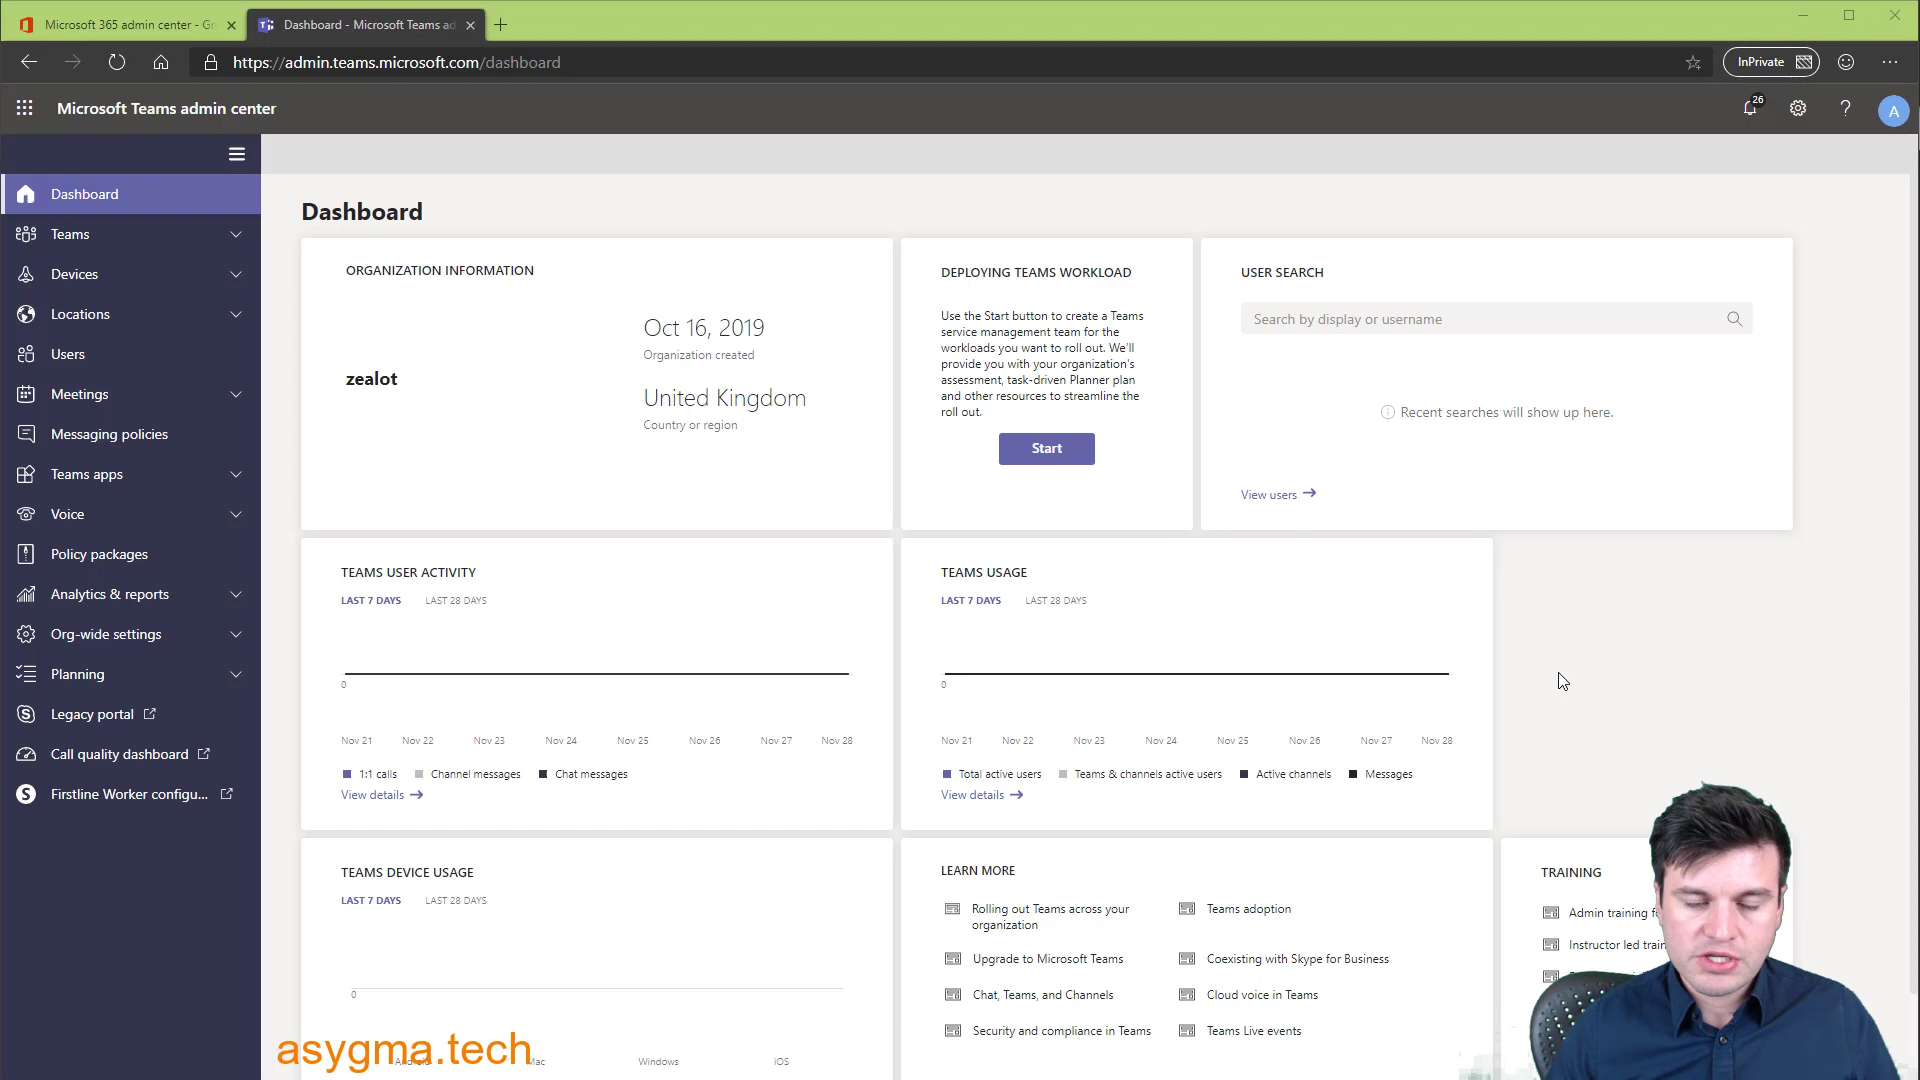 Microsoft 365 admin center - Gr
Dashboard - Microsoft Teams ad
https://admin.teams.microsoft.com/dashboard
InPrivate
Microsoft Teams admin center
26
A
Dashboard
Teams
Devices
Locations
Users
Meetings
Messaging policies
Teams apps
Voice
Policy packages
Analytics & reports
Org-wide settings
Planning
Legacy portal
Call quality dashboard
Firstline Worker configu...
Dashboard
ORGANIZATION INFORMATION
zealot
Oct 16, 2019
Organization created
United Kingdom
Country or region
DEPLOYING TEAMS WORKLOAD
Use the Start button to create a Teams
service management team for the
workloads you want to roll out. We'll
provide you with your organization's
assessment, task-driven Planner plan
and other resources to streamline the
roll out.
Start
USER SEARCH
Search by display or username
Recent searches will show up here.
View users
TEAMS USER ACTIVITY
LAST 7 DAYS LAST 28 DAYS
0
Nov 21 Nov 22 Nov 23 Nov 24 Nov 25 Nov 26 Nov 27 Nov 28
1:1 calls Channel messages Chat messages
View details
TEAMS USAGE
LAST 7 DAYS LAST 28 DAYS
0
Nov 21 Nov 22 Nov 23 Nov 24 Nov 25 Nov 26 Nov 27 Nov 28
Total active users Teams & channels active users Active channels Messages
View details
TEAMS DEVICE USAGE
LAST 7 DAYS LAST 28 DAYS
0
Mac Windows iOS
asygma.tech
LEARN MORE
Rolling out Teams across your
organization
Teams adoption
Upgrade to Microsoft Teams
Coexisting with Skype for Business
Chat, Teams, and Channels
Cloud voice in Teams
Security and compliance in Teams
Teams Live events
TRAINING
Admin training f
Instructor led train